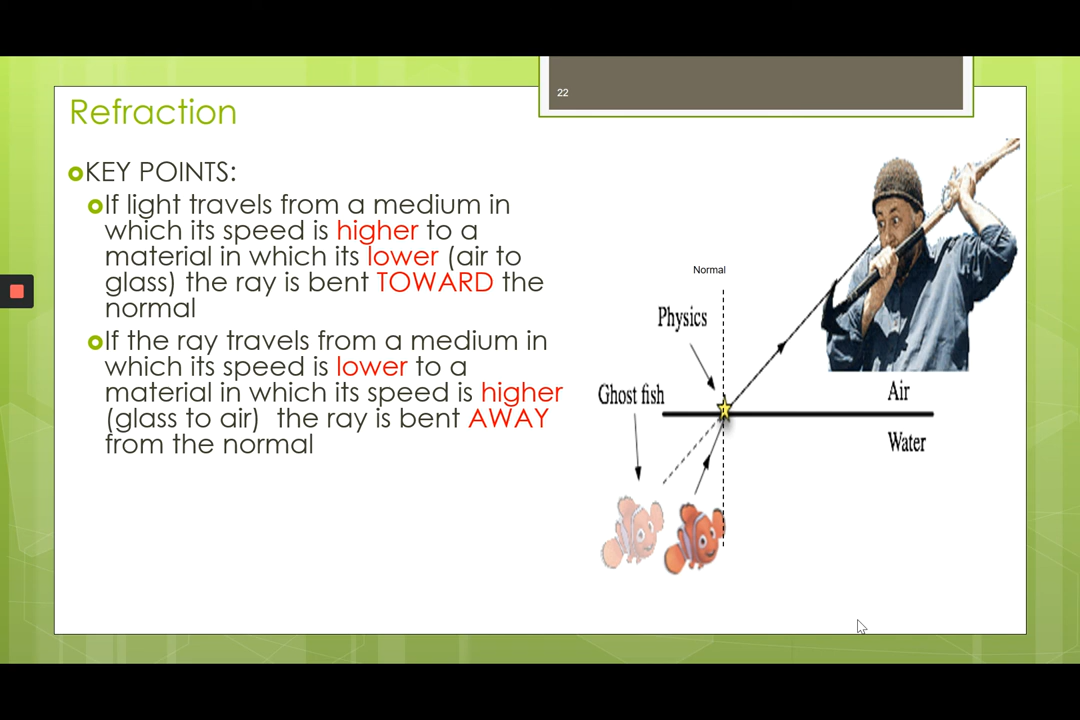 22
Refraction
KEY POINTS:
If light travels from a medium in
which its speed is higher to a
material in which its lower (air to
glass) the ray is bent TOWARD the
normal
If the ray travels from a medium in
which its speed is lower to a
material in which its speed is higher
(glass to air) the ray is bent AWAY
from the normal
Normal
Physics
Ghost fish
Air
Water